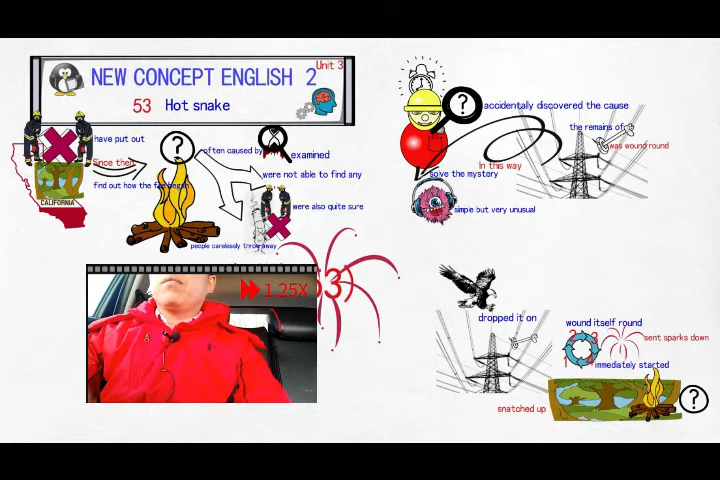 Unit 3
NEW CONCEPT ENGLISH 2
53 Hot snake
have put out
Since then
find out how the fire began
CALIFORNIA
?
often caused by
examined
were not able to find any
were also quite sure
people carelessly throw away
1.25X
?
accidentally discovered the cause
the remains of
was wound round
In this way
solve the mystery
simple but very unusual
dropped it on
wound itself round
sent sparks down
immediately started
snatched up
?